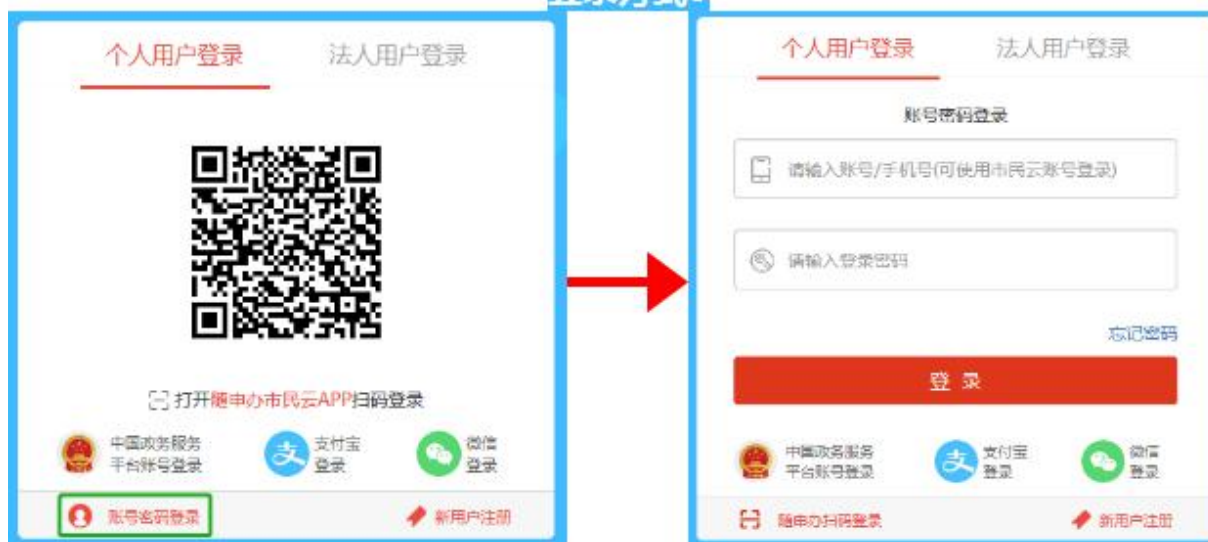 登录方式:
个人用户登录
法人用户登录
打开随申办市民云APP扫码登录
中国政务服务
平台账号登录
支付宝
登录
微信
登录
账号密码登录
新用户注册
个人用户登录
法人用户登录
账号密码登录
请输入账号/手机号(可使用市民云账号登录)
请输入登录密码
忘记密码
登 录
中国政务服务
平台账号登录
支付宝
登录
微信
登录
随申办扫码登录
新用户注册